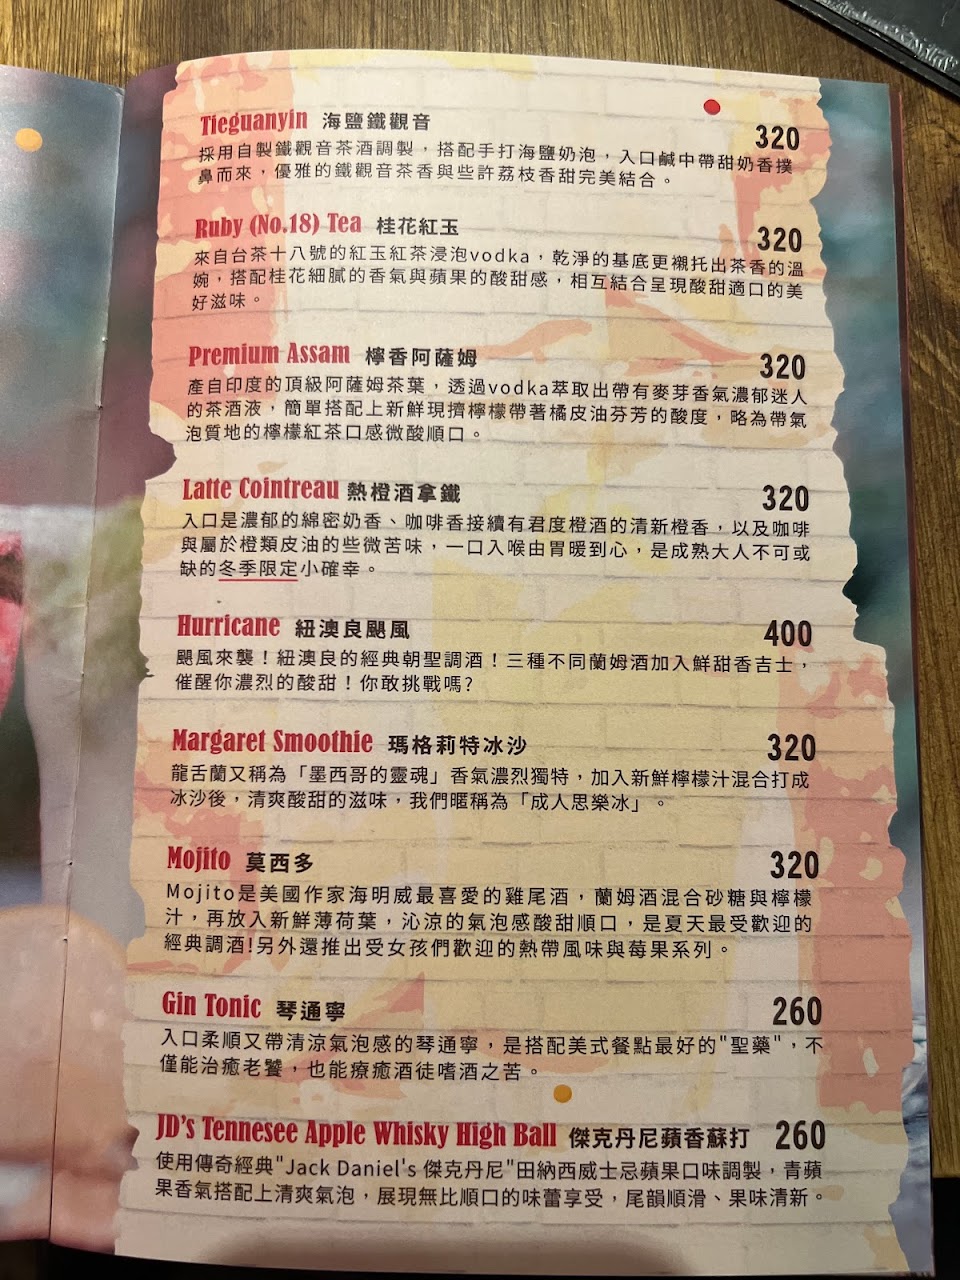 Tieguanyin 海鹽鐵觀音 320
採用自製鐵觀音茶酒調製，搭配手打海鹽奶泡，入口鹹中帶甜奶香撲
鼻而來，優雅的鐵觀音茶香與些許荔枝香甜完美結合。
Ruby (No.18) Tea 桂花紅玉 320
來自台茶十八號的紅玉紅茶浸泡vodka，乾淨的基底更襯托出茶香的溫
婉，搭配桂花細膩的香氣與蘋果的酸甜感，相互結合呈現酸甜適口的美
好滋味。
Premium Assam 檸香阿薩姆 320
產自印度的頂級阿薩姆茶葉，透過vodka萃取出帶有麥芽香氣濃郁迷人
的茶酒液，簡單搭配上新鮮現擠檸檬帶著橘皮油芬芳的酸度，略為帶氣
泡質地的檸檬紅茶口感微酸順口。
Latte Cointreau 熱橙酒拿鐵 320
入口是濃郁的綿密奶香、咖啡香接續有君度橙酒的清新橙香，以及咖啡
與屬於橙類皮油的些微苦味，一口入喉由胃暖到心，是成熟大人不可或
缺的冬季限定小確幸。
Hurricane 紐澳良颶風 400
颶風來襲！紐澳良的經典朝聖調酒！三種不同蘭姆酒加入鮮甜香吉士，
催醒你濃烈的酸甜！你敢挑戰嗎?
Margaret Smoothie 瑪格莉特冰沙 320
龍舌蘭又稱為「墨西哥的靈魂」香氣濃烈獨特，加入新鮮檸檬汁混合打成
冰沙後，清爽酸甜的滋味，我們暱稱為「成人思樂冰」。
Mojito 莫西多 320
Mojito是美國作家海明威最喜愛的雞尾酒，蘭姆酒混合砂糖與檸檬
汁，再放入新鮮薄荷葉，沁涼的氣泡感酸甜順口，是夏天最受歡迎的
經典調酒!另外還推出受女孩們歡迎的熱帶風味與莓果系列。
Gin Tonic 琴通寧 260
入口柔順又帶清涼氣泡感的琴通寧，是搭配美式餐點最好的"聖藥"，不
僅能治癒老饕，也能療癒酒徒嗜酒之苦。
JD's Tennesee Apple Whisky High Ball 傑克丹尼蘋香蘇打 260
使用傳奇經典"Jack Daniel's 傑克丹尼"田納西威士忌蘋果口味調製，青蘋
果香氣搭配上清爽氣泡，展現無比順口的味蕾享受，尾韻順滑、果味清新。